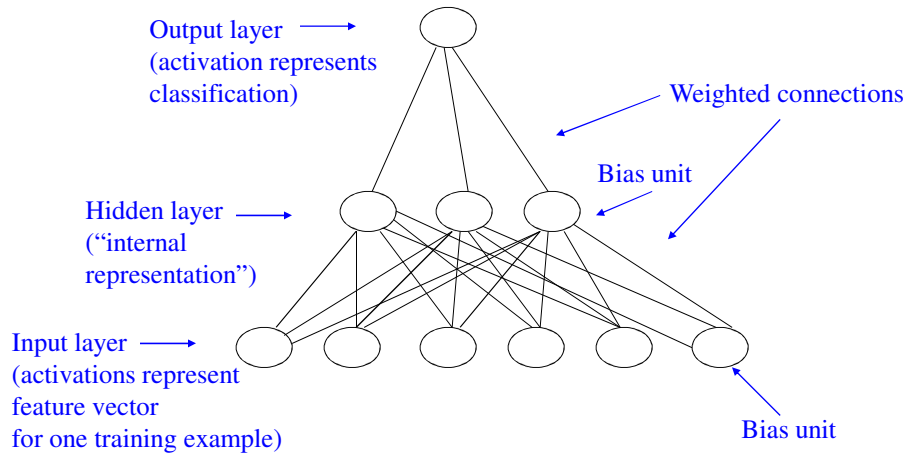 Output layer
(activation represents
classification)
Weighted connections
Bias unit
Hidden layer
(“internal
representation”)
Input layer
(activations represent
feature vector
for one training example)
Bias unit